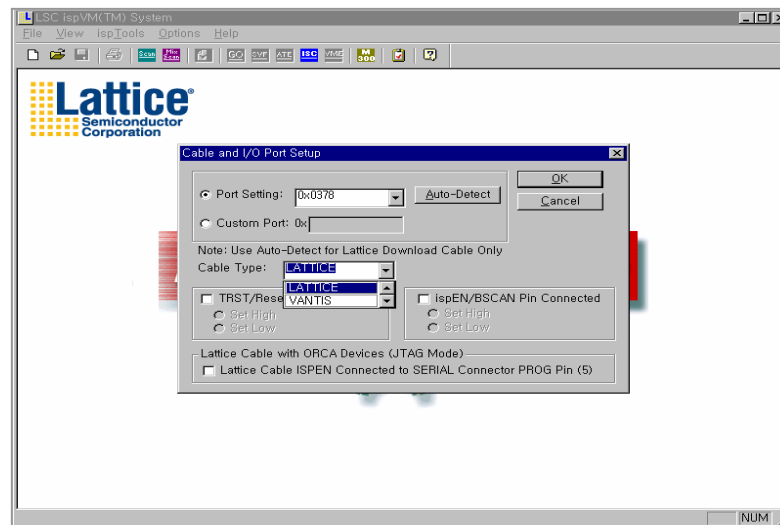 LSC ispVM(TM) System
File View ispTools Options Help
Scan Mix Scan GO SVF ATE ISC VME M 300
Lattice®
Semiconductor
Corporation
Cable and I/O Port Setup
Port Setting: 0x0378 Auto-Detect OK
Cancel
Custom Port: 0x
Note: Use Auto-Detect for Lattice Download Cable Only
Cable Type: LATTICE
LATTICE
VANTIS
TRST/Rese ispEN/BSCAN Pin Connected
Set High Set High
Set Low Set Low
Lattice Cable with ORCA Devices (JTAG Mode)
Lattice Cable ISPEN Connected to SERIAL Connector PROG Pin (5)
NUM